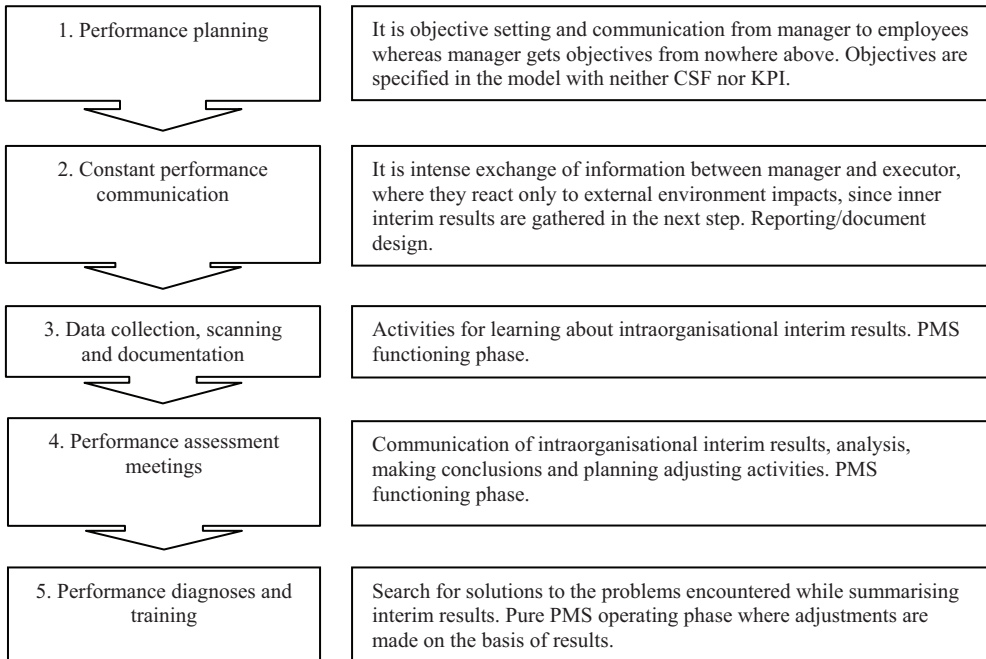 1. Performance planning
It is objective setting and communication from manager to employees
whereas manager gets objectives from nowhere above. Objectives are
specified in the model with neither CSF nor KPI.
2. Constant performance
communication
It is intense exchange of information between manager and executor,
where they react only to external environment impacts, since inner
interim results are gathered in the next step. Reporting/document
design.
3. Data collection, scanning
and documentation
Activities for learning about intraorganisational interim results. PMS
functioning phase.
4. Performance assessment
meetings
Communication of intraorganisational interim results, analysis,
making conclusions and planning adjusting activities. PMS
functioning phase.
5. Performance diagnoses and
training
Search for solutions to the problems encountered while summarising
interim results. Pure PMS operating phase where adjustments are
made on the basis of results.